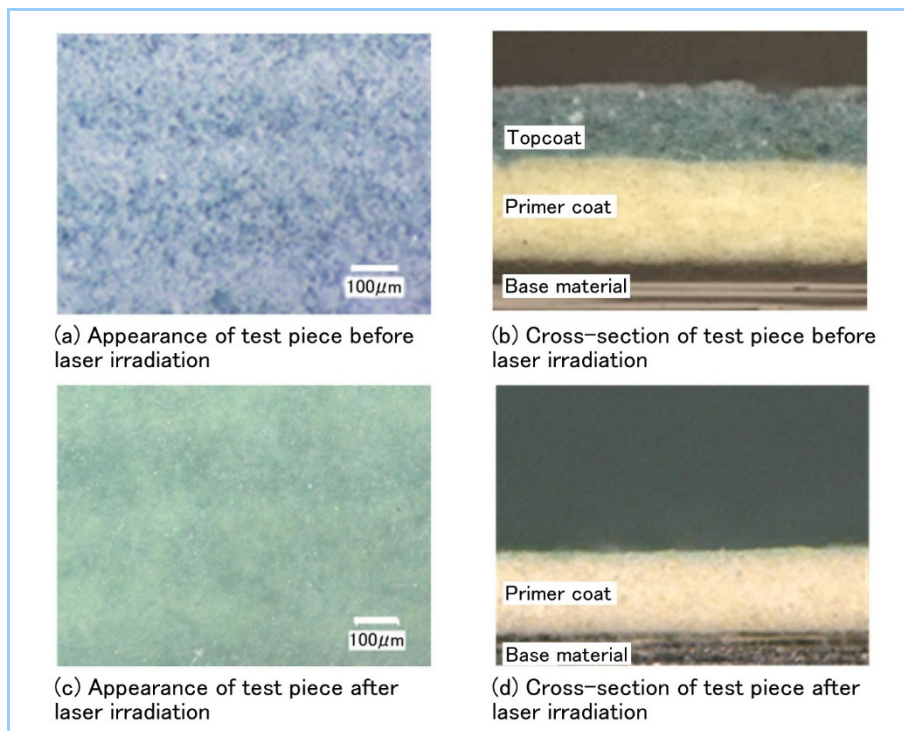 Topcoat
Primer coat
Base material
100μm
(a) Appearance of test piece before
laser irradiation
(b) Cross-section of test piece before
laser irradiation
Primer coat
Base material
100μm
(c) Appearance of test piece after
laser irradiation
(d) Cross-section of test piece after
laser irradiation